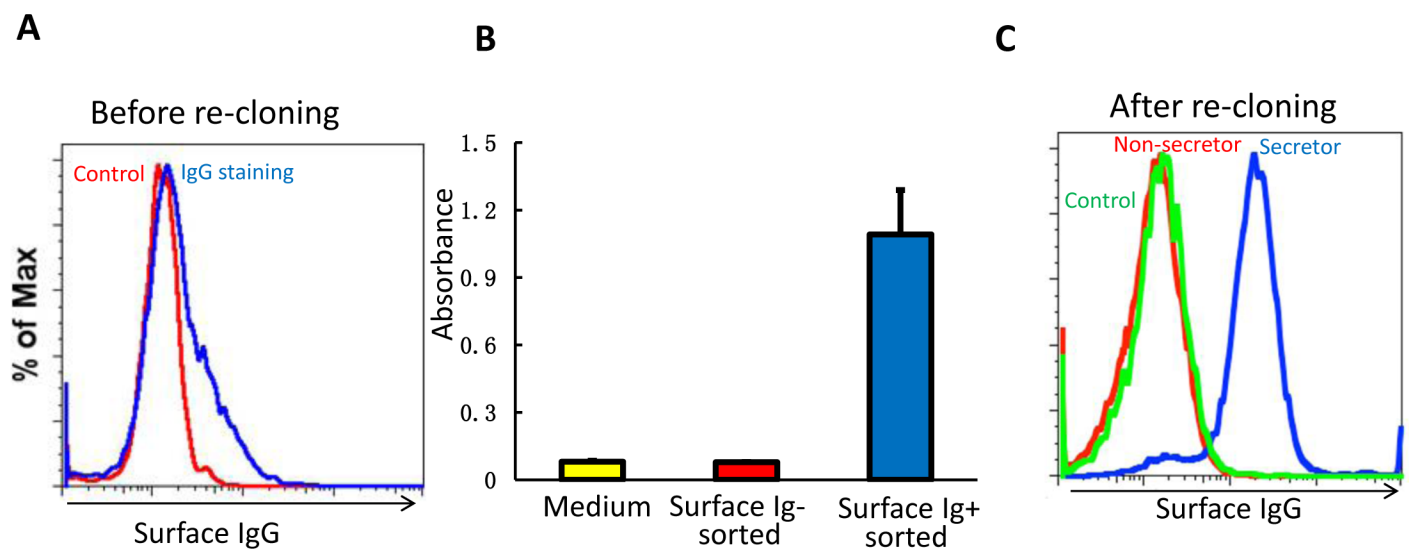 A
Before re-cloning
Control
IgG staining
% of Max
Surface IgG
B
1.5
1.2
0.9
0.6
0.3
0
Absorbance
Medium
Surface Ig-
sorted
Surface Ig+
sorted
C
After re-cloning
Non-secretor
Secretor
Control
Surface IgG